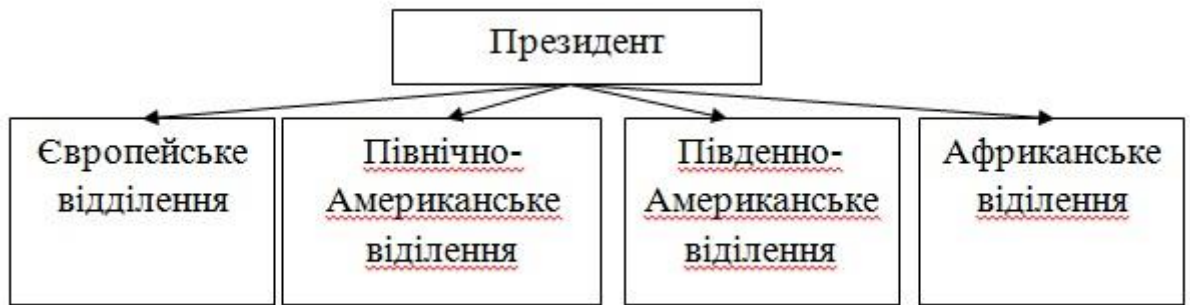 Президент
Європейське
відділення
Північно-
Американське
віділення
Південно-
Американське
віділення
Африканське
віділення